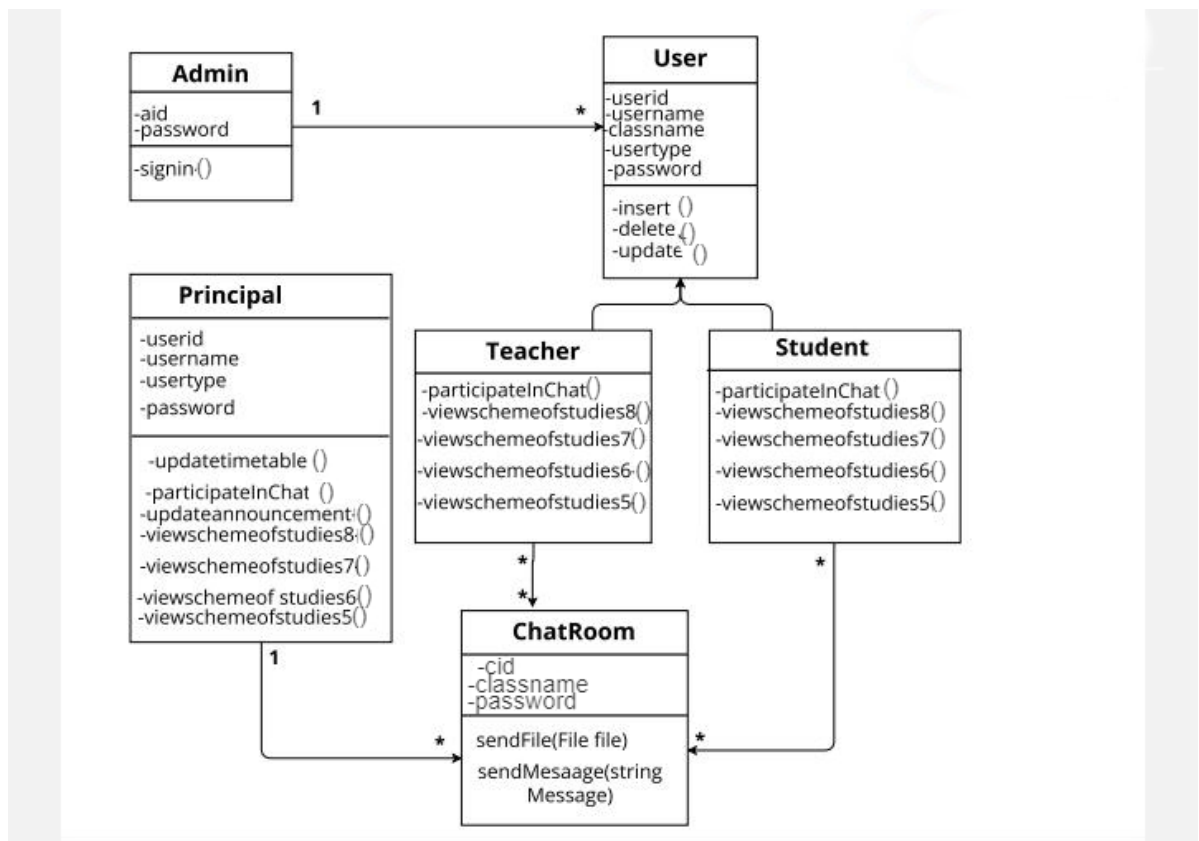 Admin
-aid
-password
-signin()
1
*
User
-userid
-username
-classname
-usertype
-password
-insert ()
-delete ()
-update ()
Principal
-userid
-username
-usertype
-password
-updatetimetable ()
-participateInChat ()
-updateannouncement()
-viewschemeofstudies8()
-viewschemeofstudies7()
-viewschemeof studies6()
-viewschemeofstudies5()
1
*
Teacher
-participateInChat()
-viewschemeofstudies8()
-viewschemeofstudies7()
-viewschemeofstudies6()
-viewschemeofstudies5()
*
*
Student
-participateInChat ()
-viewschemeofstudies8()
-viewschemeofstudies7()
-viewschemeofstudies6()
-viewschemeofstudies5()
*
*
ChatRoom
-cid
-classname
-password
sendFile(File file)
sendMesaage(string
Message)